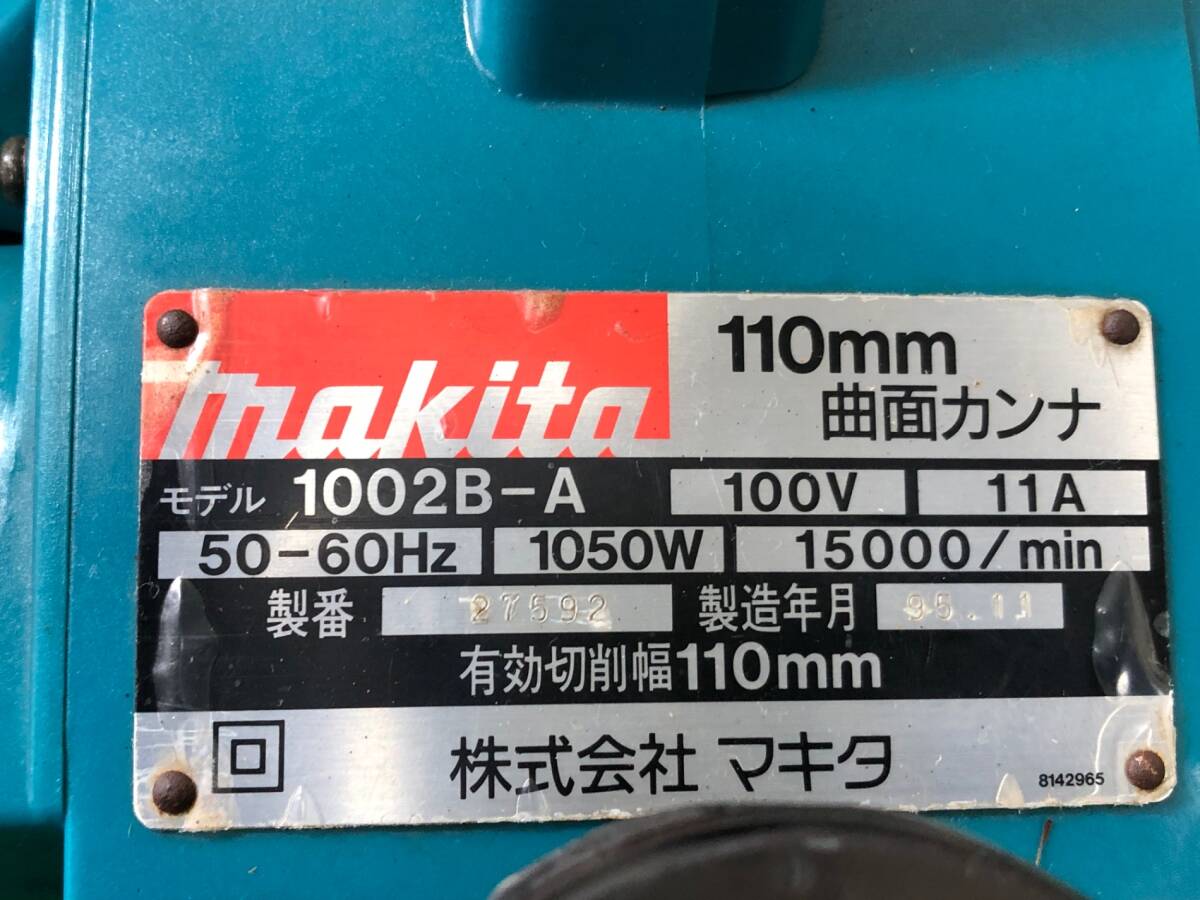 makita
110mm
曲面カンナ
モデル 1002B-A 100V 11A
50-60Hz 1050W 15000/min
製番 27592 製造年月 95.11
有効切削幅110mm
株式会社 マキタ 8142965